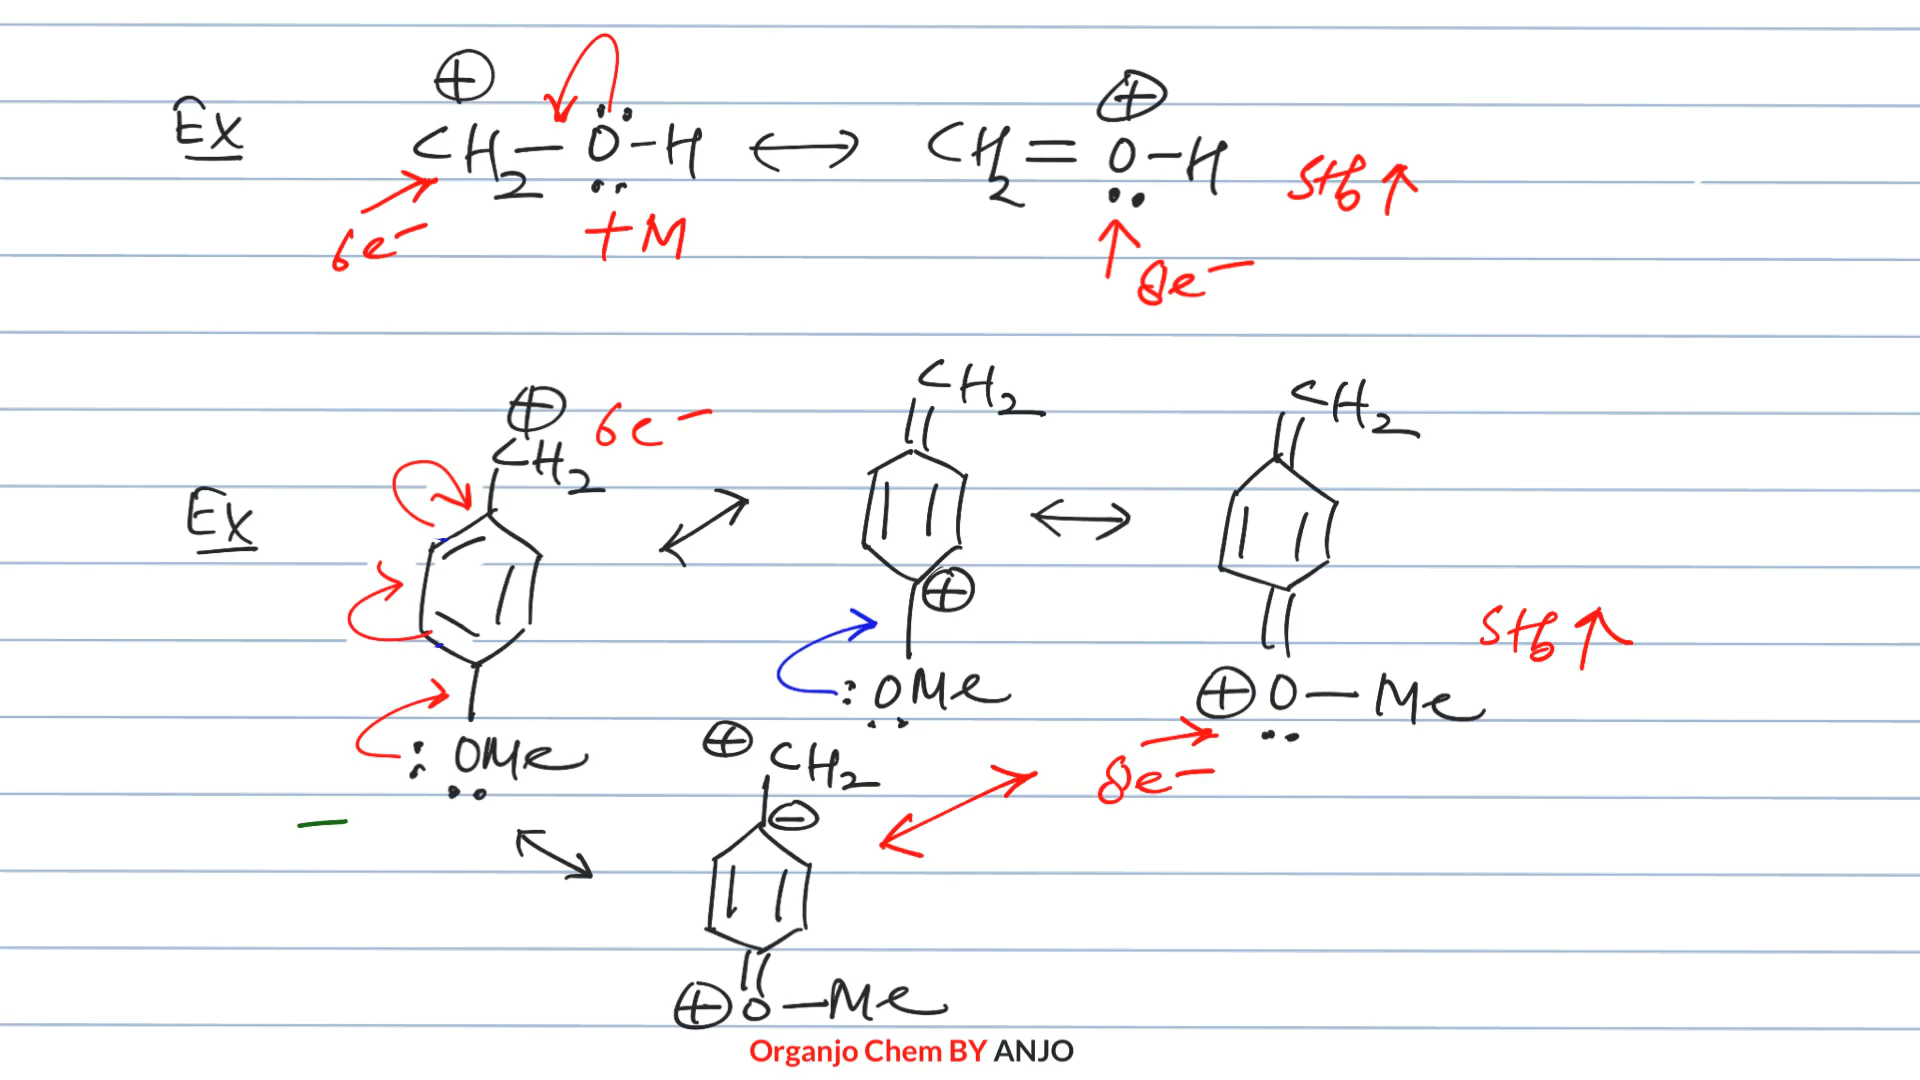 Ex ⊕ CH2–O–H ⟷ CH2=O–H ⊕ Stb ↑
6e⁻ +M 8e⁻
Ex ⊕ CH2 6e⁻ ⟷ CH2 ⟷ CH2
⊕ Stb ↑
:OMe :OMe ⊕ O–Me
8e⁻
⊕ CH2
⊖
⊕ O–Me
Organjo Chem BY ANJO